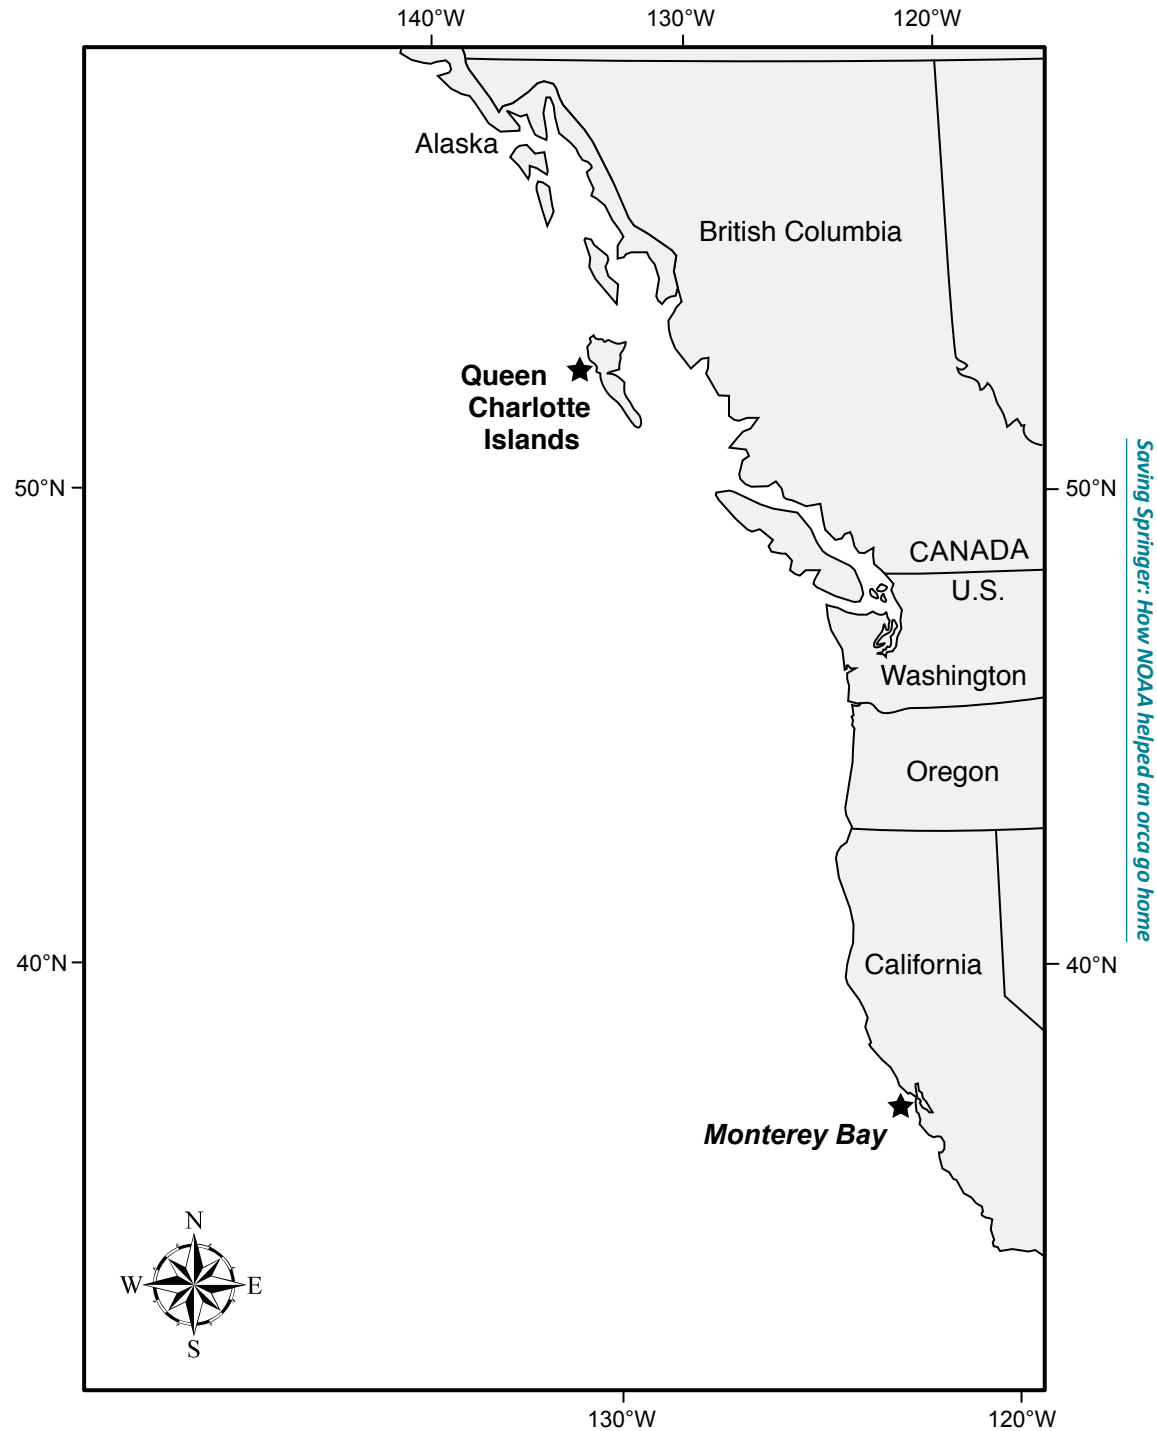 140°W 130°W 120°W
Alaska
British Columbia
Queen
Charlotte
Islands
50°N 50°N
CANADA
U.S.
Washington
Oregon
40°N 40°N
California
Monterey Bay
N
W E
S
130°W 120°W
Saving Springer: How NOAA helped an orca go home